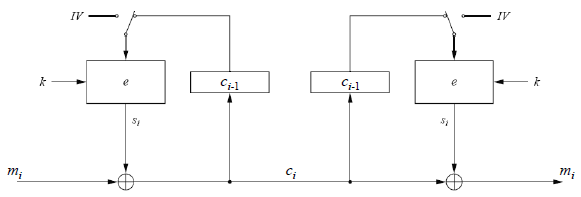 IV IV
k e c_{i-1} c_{i-1} e k
s_i s_i
m_i c_i m_i